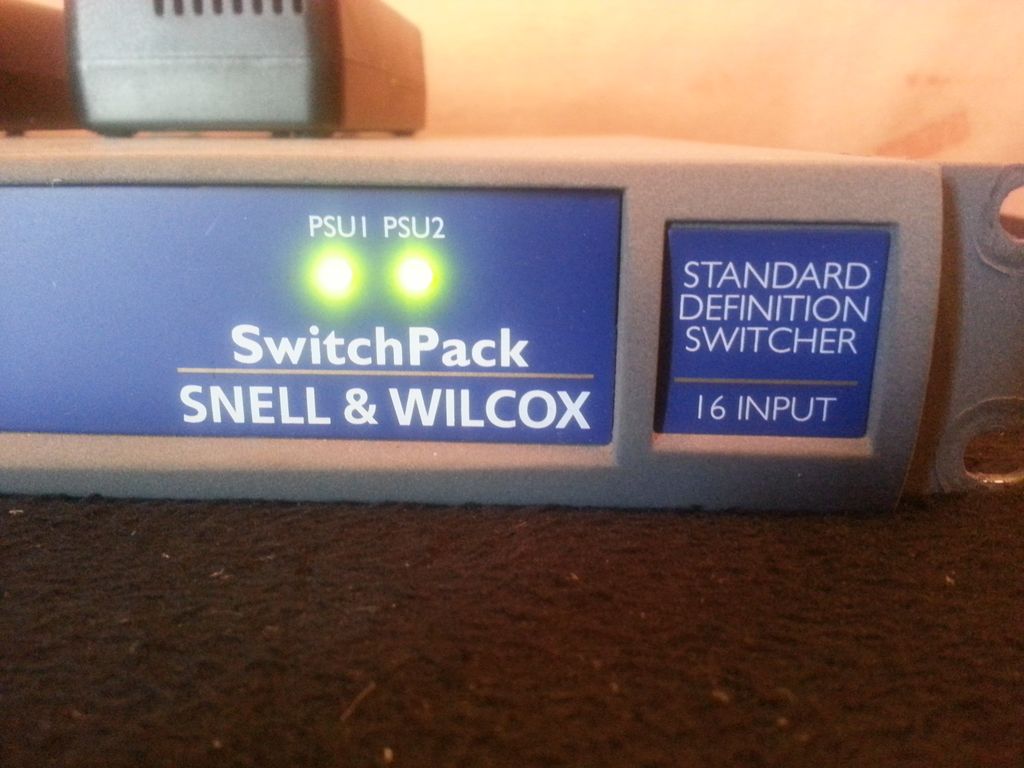 PSU1 PSU2
SwitchPack
SNELL & WILCOX
STANDARD
DEFINITION
SWITCHER
16 INPUT